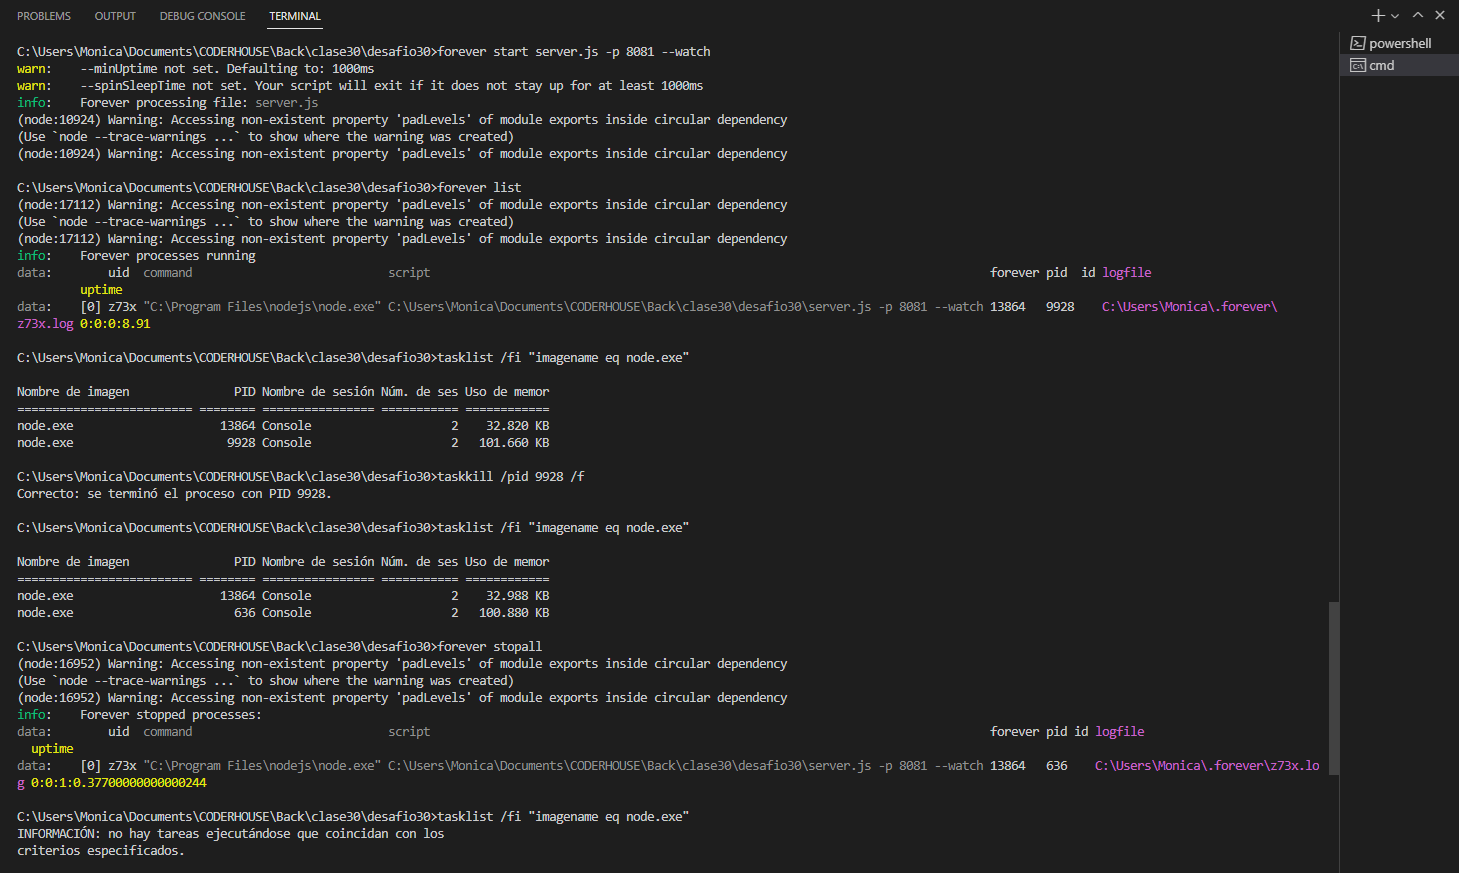 PROBLEMS OUTPUT DEBUG CONSOLE TERMINAL
powershell
cmd
C:\Users\Monica\Documents\CODERHOUSE\Back\clase30\desafio30>forever start server.js -p 8081 --watch
warn: --minUptime not set. Defaulting to: 1000ms
warn: --spinSleepTime not set. Your script will exit if it does not stay up for at least 1000ms
info: Forever processing file: server.js
(node:10924) Warning: Accessing non-existent property 'padLevels' of module exports inside circular dependency
(Use `node --trace-warnings ...` to show where the warning was created)
(node:10924) Warning: Accessing non-existent property 'padLevels' of module exports inside circular dependency
C:\Users\Monica\Documents\CODERHOUSE\Back\clase30\desafio30>forever list
(node:17112) Warning: Accessing non-existent property 'padLevels' of module exports inside circular dependency
(Use `node --trace-warnings ...` to show where the warning was created)
(node:17112) Warning: Accessing non-existent property 'padLevels' of module exports inside circular dependency
info: Forever processes running
data: uid command script forever pid id logfile
uptime
data: [0] z73x "C:\Program Files\nodejs\node.exe" C:\Users\Monica\Documents\CODERHOUSE\Back\clase30\desafio30\server.js -p 8081 --watch 13864 9928 C:\Users\Monica\.forever\
z73x.log 0:0:0:8.91
C:\Users\Monica\Documents\CODERHOUSE\Back\clase30\desafio30>tasklist /fi "imagename eq node.exe"
Nombre de imagen PID Nombre de sesión Núm. de ses Uso de memor
========================= ======== ================ =========== ============
node.exe 13864 Console 2 32.820 KB
node.exe 9928 Console 2 101.660 KB
C:\Users\Monica\Documents\CODERHOUSE\Back\clase30\desafio30>taskkill /pid 9928 /f
Correcto: se terminó el proceso con PID 9928.
C:\Users\Monica\Documents\CODERHOUSE\Back\clase30\desafio30>tasklist /fi "imagename eq node.exe"
Nombre de imagen PID Nombre de sesión Núm. de ses Uso de memor
========================= ======== ================ =========== ============
node.exe 13864 Console 2 32.988 KB
node.exe 636 Console 2 100.880 KB
C:\Users\Monica\Documents\CODERHOUSE\Back\clase30\desafio30>forever stopall
(node:16952) Warning: Accessing non-existent property 'padLevels' of module exports inside circular dependency
(Use `node --trace-warnings ...` to show where the warning was created)
(node:16952) Warning: Accessing non-existent property 'padLevels' of module exports inside circular dependency
info: Forever stopped processes:
data: uid command script forever pid id logfile
uptime
data: [0] z73x "C:\Program Files\nodejs\node.exe" C:\Users\Monica\Documents\CODERHOUSE\Back\clase30\desafio30\server.js -p 8081 --watch 13864 636 C:\Users\Monica\.forever\z73x.lo
g 0:0:1:0.37700000000000244
C:\Users\Monica\Documents\CODERHOUSE\Back\clase30\desafio30>tasklist /fi "imagename eq node.exe"
INFORMACIÓN: no hay tareas ejecutándose que coincidan con los
criterios especificados.